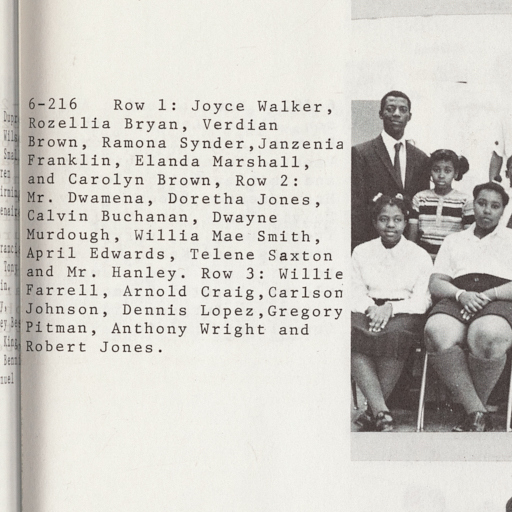 6-216 Row 1: Joyce Walker,
Rozellia Bryan, Verdian
Brown, Ramona Synder,Janzenia
Franklin, Elanda Marshall,
and Carolyn Brown, Row 2:
Mr. Dwamena, Doretha Jones,
Calvin Buchanan, Dwayne
Murdough, Willia Mae Smith,
April Edwards, Telene Saxton
and Mr. Hanley. Row 3: Willie
Farrell, Arnold Craig,Carlson
Johnson, Dennis Lopez,Gregory
Pitman, Anthony Wright and
Robert Jones.